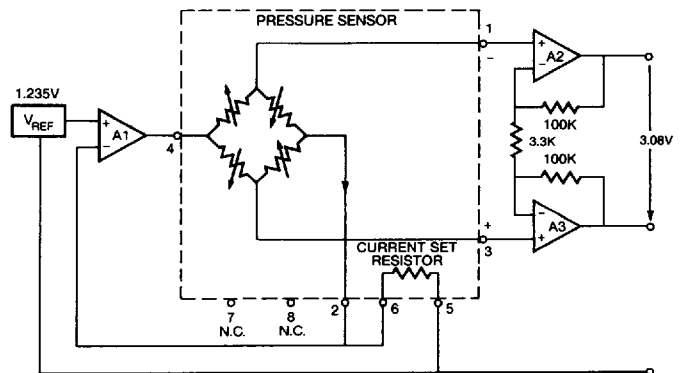 PRESSURE SENSOR
1
−
+
A2
−
1.235V
VREF
+
A1
−
4
100K
3.3K
3.08V
100K
−
A3
+
+
3
CURRENT SET
RESISTOR
7
N.C.
8
N.C.
2
6
5